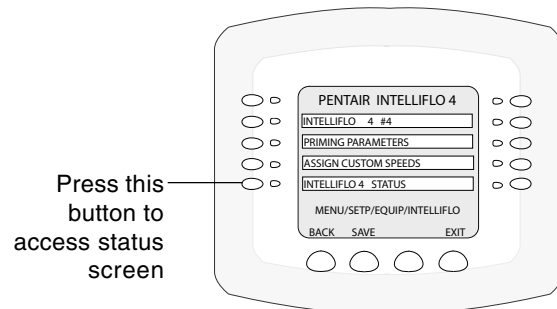 PENTAIR INTELLIFLO 4
INTELLIFLO 4 #4
PRIMING PARAMETERS
ASSIGN CUSTOM SPEEDS
INTELLIFLO 4 STATUS
MENU/SETP/EQUIP/INTELLIFLO
BACK SAVE EXIT
Press this
button to
access status
screen